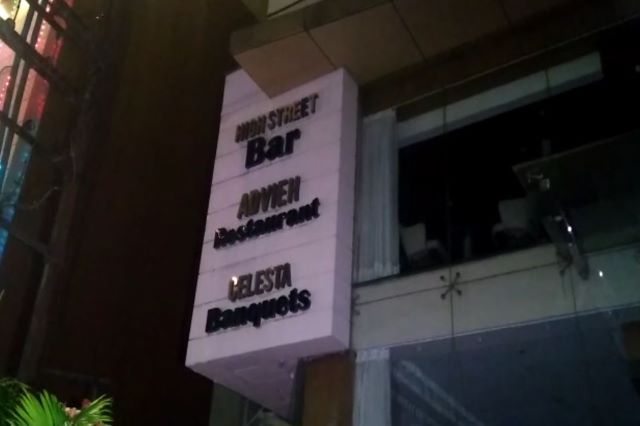 HIGH STREET
Bar
ADVIEH
Restaurant
CELESTA
Banquets